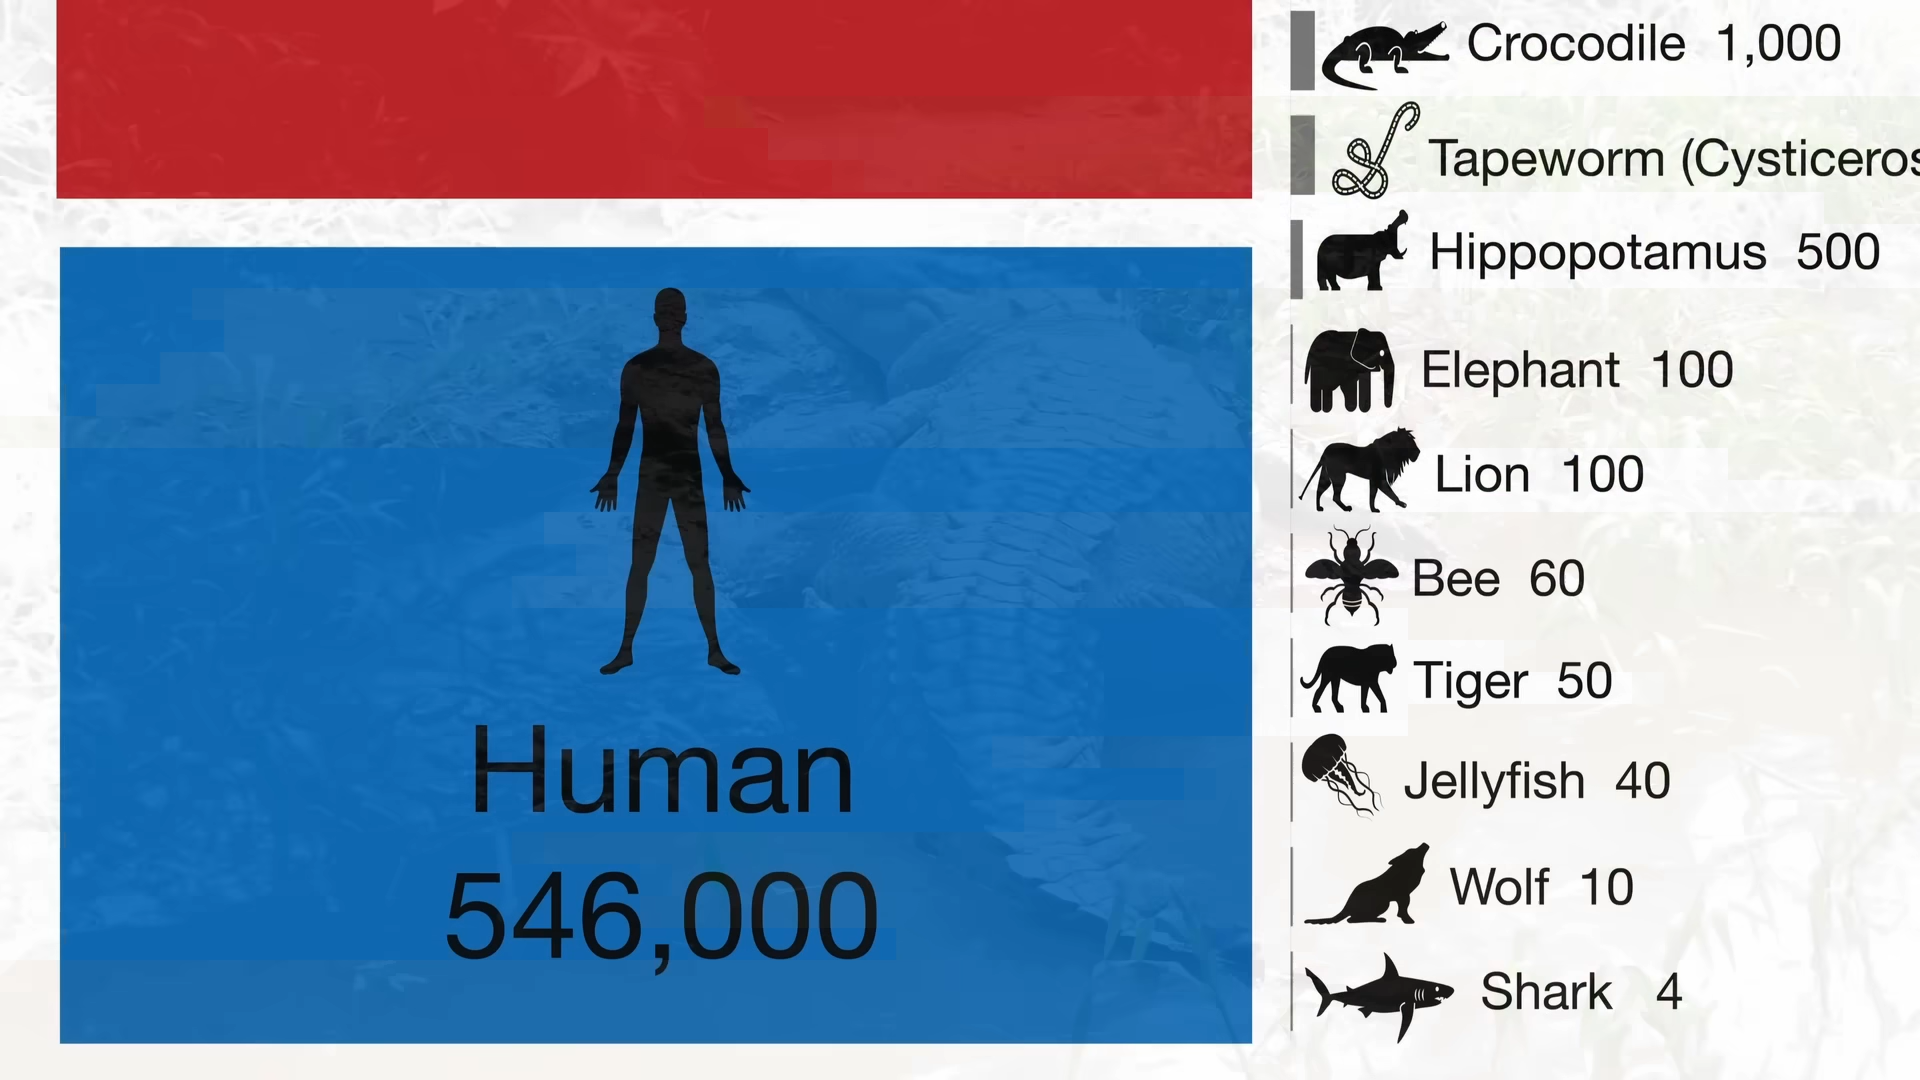 Human
546,000
Crocodile 1,000
Tapeworm (Cysticeros
Hippopotamus 500
Elephant 100
Lion 100
Bee 60
Tiger 50
Jellyfish 40
Wolf 10
Shark 4